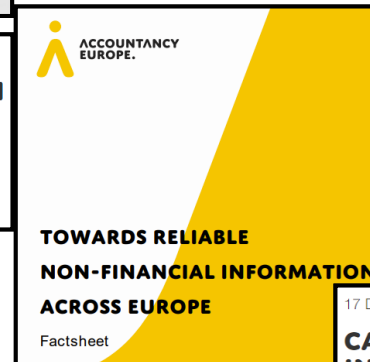 ACCOUNTANCY
EUROPE.
TOWARDS RELIABLE
NON-FINANCIAL INFORMATION
ACROSS EUROPE
17 D
Factsheet
CA